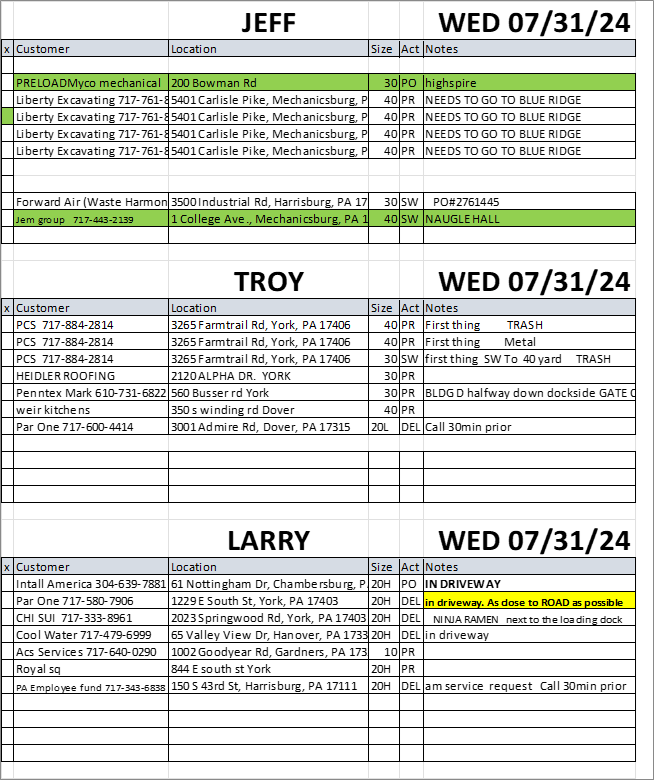 JEFF WED 07/31/24
x Customer Location Size Act Notes
PRELOADMyco mechanical 200 Bowman Rd 30 PO highspire
Liberty Excavating 717-761-8 5401 Carlisle Pike, Mechanicsburg, P 40 PR NEEDS TO GO TO BLUE RIDGE
Liberty Excavating 717-761-8 5401 Carlisle Pike, Mechanicsburg, P 40 PR NEEDS TO GO TO BLUE RIDGE
Liberty Excavating 717-761-8 5401 Carlisle Pike, Mechanicsburg, P 40 PR NEEDS TO GO TO BLUE RIDGE
Liberty Excavating 717-761-8 5401 Carlisle Pike, Mechanicsburg, P 40 PR NEEDS TO GO TO BLUE RIDGE
Forward Air (Waste Harmon 3500 Industrial Rd, Harrisburg, PA 17 30 SW PO#2761445
Jem group 717-443-2139 1 College Ave., Mechanicsburg, PA 1 40 SW NAUGLE HALL
TROY WED 07/31/24
x Customer Location Size Act Notes
PCS 717-884-2814 3265 Farmtrail Rd, York, PA 17406 40 PR First thing TRASH
PCS 717-884-2814 3265 Farmtrail Rd, York, PA 17406 40 PR First thing Metal
PCS 717-884-2814 3265 Farmtrail Rd, York, PA 17406 30 SW first thing SW To 40 yard TRASH
HEIDLER ROOFING 2120 ALPHA DR. YORK 30 PR
Penntex Mark 610-731-6822 560 Busser rd York 30 PR BLDG D halfway down dockside GATE C
weir kitchens 350 s winding rd Dover 40 PR
Par One 717-600-4414 3001 Admire Rd, Dover, PA 17315 20L DEL Call 30min prior
LARRY WED 07/31/24
x Customer Location Size Act Notes
Intall America 304-639-7881 61 Nottingham Dr, Chambersburg, P 20H PO IN DRIVEWAY
Par One 717-580-7906 1229 E South St, York, PA 17403 20H DEL in driveway. As close to ROAD as possible
CHI SUI 717-333-8961 2023 Springwood Rd, York, PA 17403 20H DEL NINJA RAMEN next to the loading dock
Cool Water 717-479-6999 65 Valley View Dr, Hanover, PA 1733 20H DEL in driveway
Acs Services 717-640-0290 1002 Goodyear Rd, Gardners, PA 173 10 PR
Royal sq 844 E south st York 20H PR
PA Employee fund 717-343-6838 150 S 43rd St, Harrisburg, PA 17111 20H DEL am service request Call 30min prior